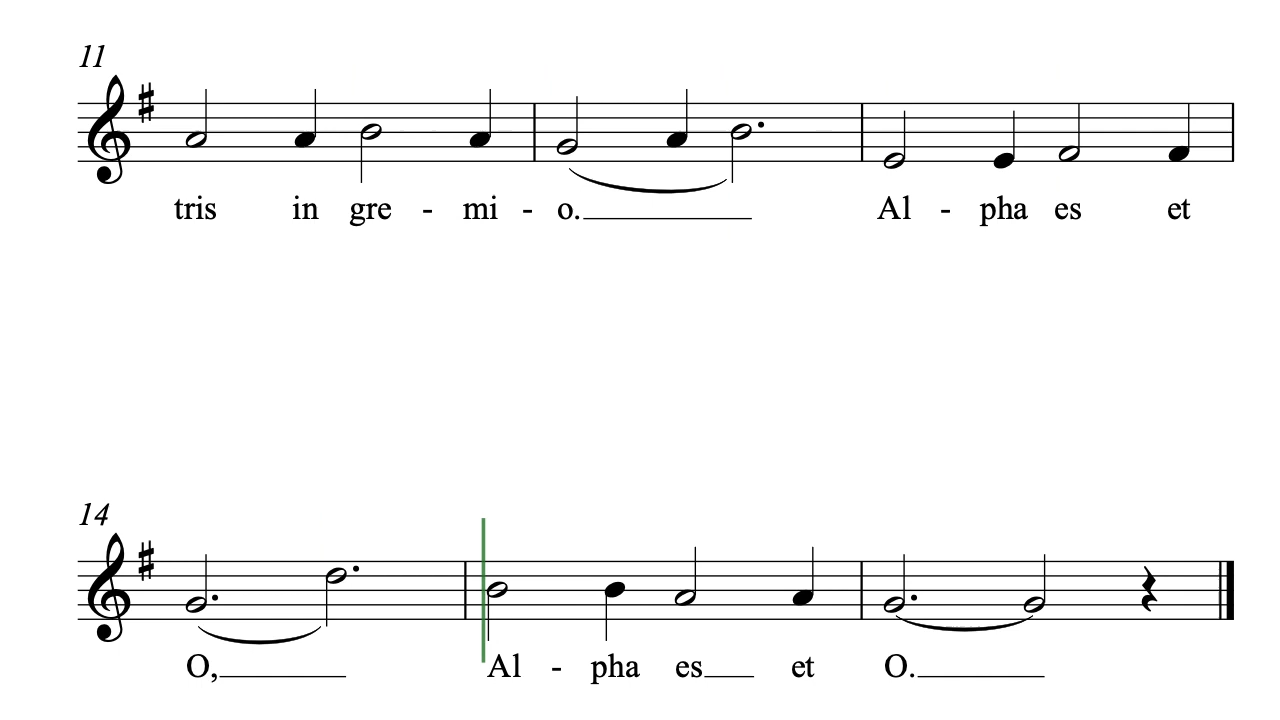 11
tris in gre - mi - o. Al - pha es et
14
O, Al - pha es et O.